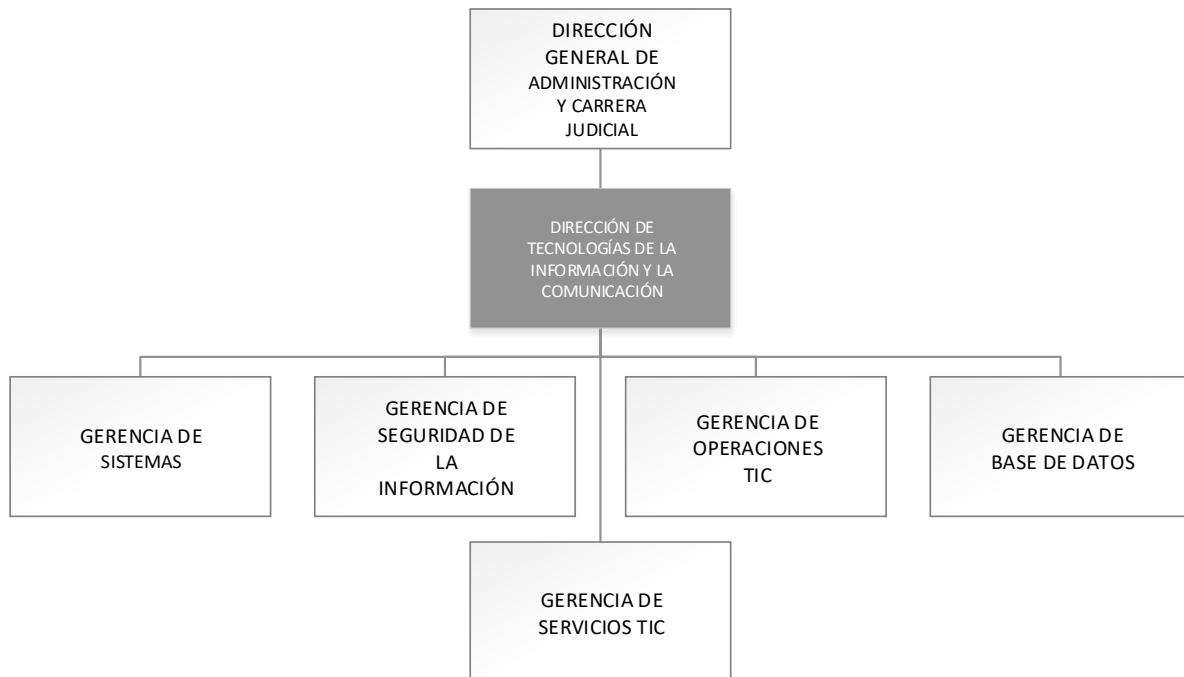 DIRECCIÓN
GENERAL DE
ADMINISTRACIÓN
Y CARRERA
JUDICIAL
DIRECCIÓN DE
TECNOLOGÍAS DE LA
INFORMACIÓN Y LA
COMUNICACIÓN
GERENCIA DE
SISTEMAS
GERENCIA DE
SEGURIDAD DE
LA
INFORMACIÓN
GERENCIA DE
OPERACIONES
TIC
GERENCIA DE
BASE DE DATOS
GERENCIA DE
SERVICIOS TIC